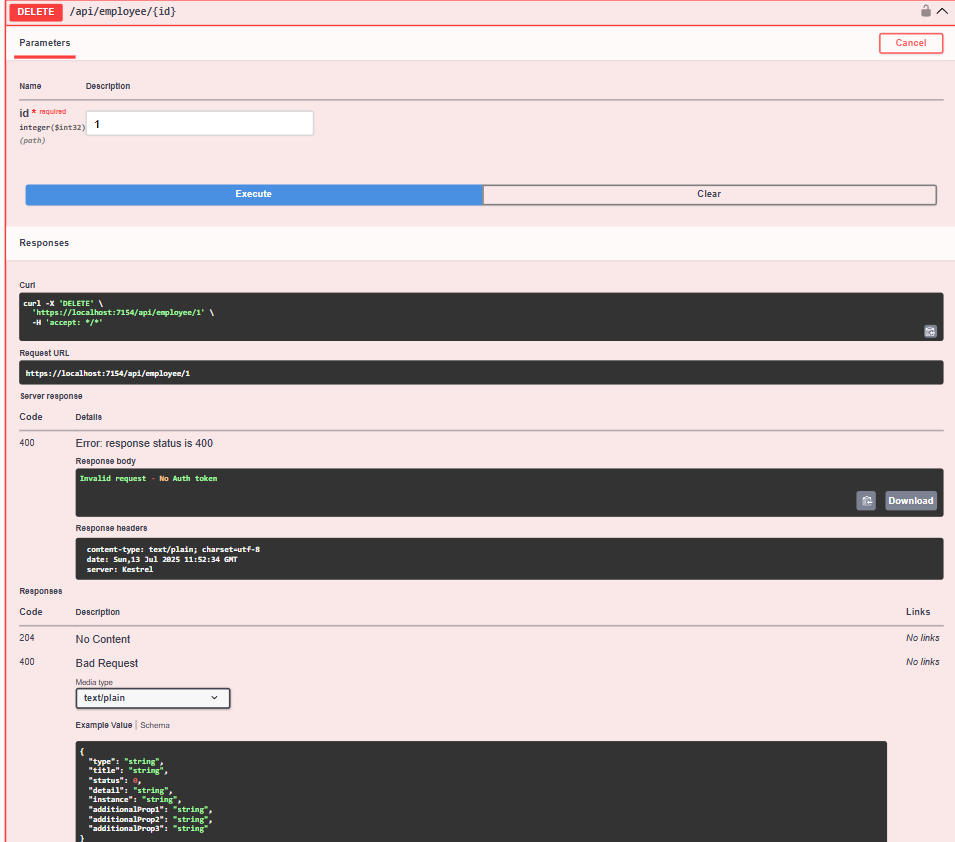 DELETE /api/employee/{id}
Parameters
Cancel
Name Description
id * required
integer($int32)
(path)
1
Execute Clear
Responses
Curl
curl -X 'DELETE' \
'https://localhost:7154/api/employee/1' \
-H 'accept: */*'
Request URL
https://localhost:7154/api/employee/1
Server response
Code Details
400 Error: response status is 400
Response body
Invalid request - No Auth token
Download
Response headers
content-type: text/plain; charset=utf-8
date: Sun,13 Jul 2025 11:52:34 GMT
server: Kestrel
Responses
Code Description Links
204 No Content No links
400 Bad Request No links
Media type
text/plain
Example Value | Schema
{
"type": "string",
"title": "string",
"status": 0,
"detail": "string",
"instance": "string",
"additionalProp1": "string",
"additionalProp2": "string",
"additionalProp3": "string"
}